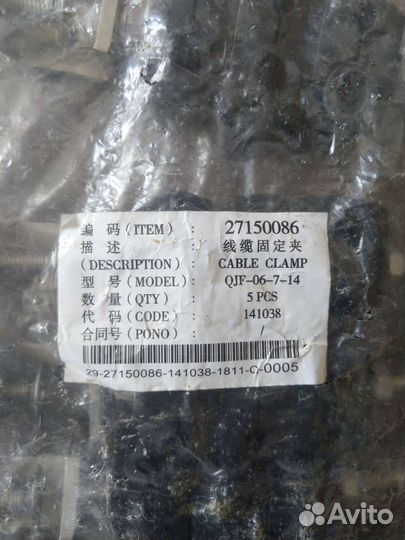 编 码(ITEM) : 27150086
描 述 : 线缆固定夹
(DESCRIPTION) : CABLE CLAMP
型 号(MODEL) : QJF-06-7-14
数 量(QTY) : 5 PCS
代 码(CODE) : 141038
合同号(PONO) : /
29-27150086-141038-1811-C-0005
Avito